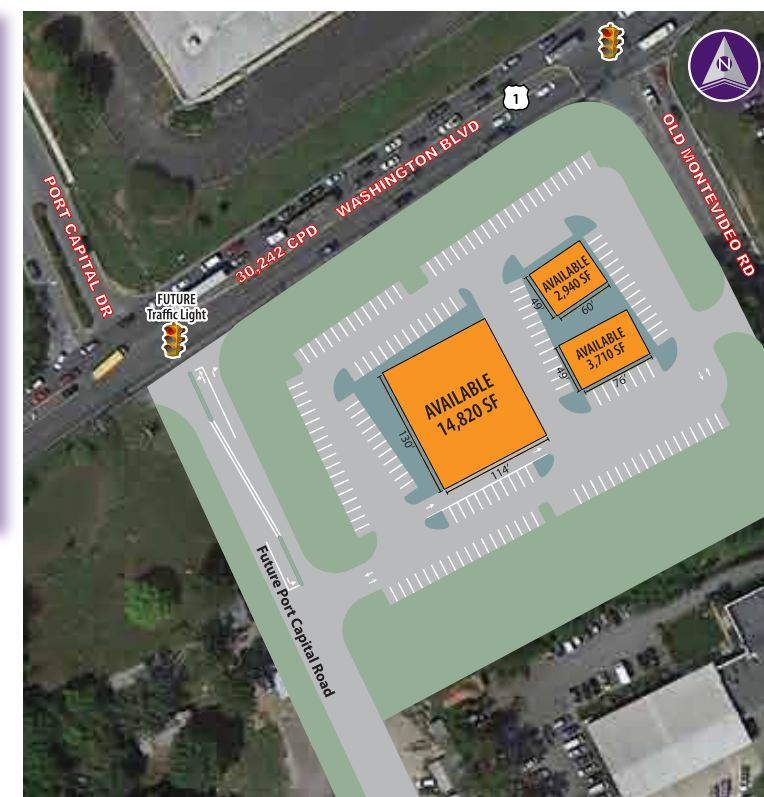 N
1
WASHINGTON BLVD
30,242 CPD
OLD MONTEVIDEO RD
PORT CAPITAL DR
FUTURE
Traffic Light
AVAILABLE
2,940 SF
49'
60'
AVAILABLE
3,710 SF
49'
76'
AVAILABLE
14,820 SF
130'
114'
Future Port Capital Road